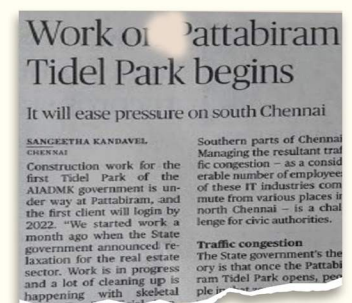 Work on Pattabiram
Tidel Park begins
It will ease pressure on south Chennai
SANGEETHA KANDAVEL
CHENNAI
Construction work for the
first Tidel Park of the
AIADMK government is un-
der way at Pattabiram, and
the first client will login by
2022. “We started work a
month ago when the State
government announced re-
laxation for the real estate
sector. Work is in progress
and a lot of cleaning up is
happening with skeletal
Southern parts of Chennai
Managing the resultant traf
fic congestion – as a consid
erable number of employee
of these IT industries com
mute from various places i
north Chennai – is a chal
lenge for civic authorities.
Traffic congestion
The State government's the
ory is that once the Pattabi
ram Tidel Park opens,
ple in